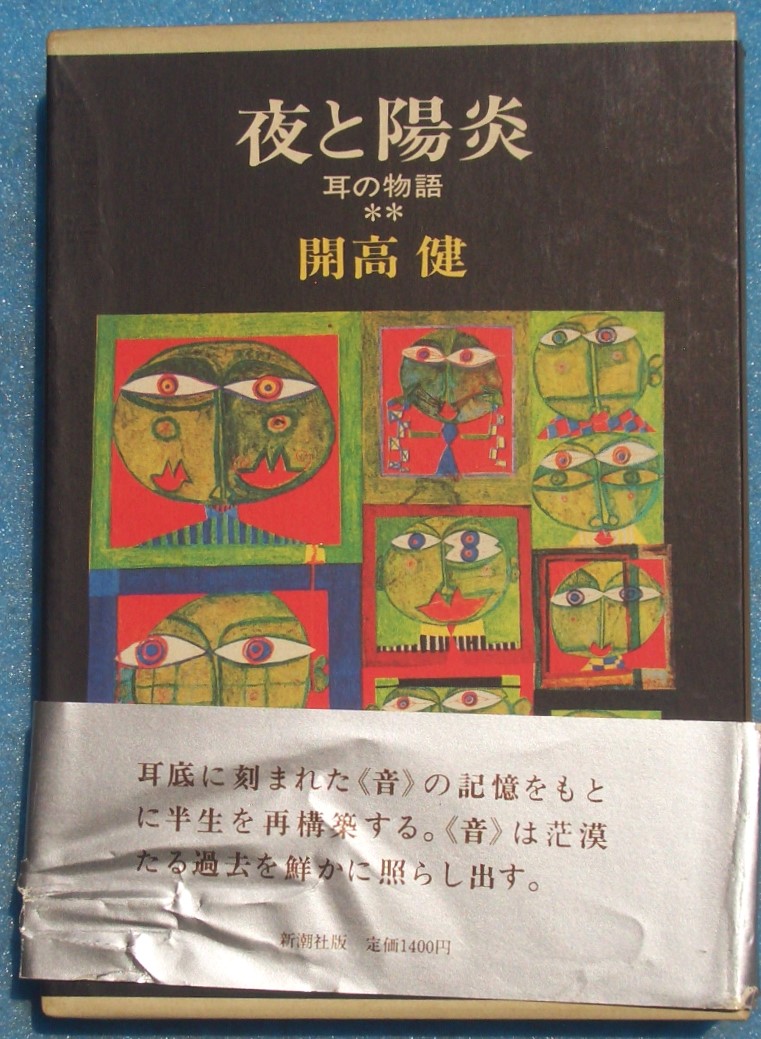 夜と陽炎
耳の物語
**
開高 健
耳底に刻まれた《音》の記憶をもと
に半生を再構築する。《音》は茫漠
たる過去を鮮かに照らし出す。
新潮社版 定価1400円